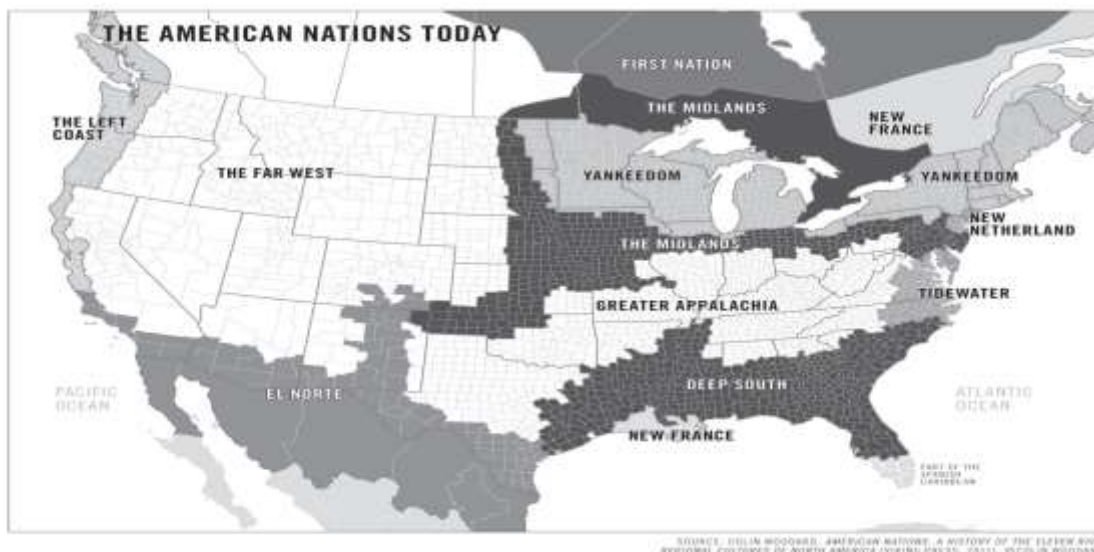 THE AMERICAN NATIONS TODAY
FIRST NATION
THE MIDLANDS
NEW
FRANCE
THE LEFT
COAST
THE FAR WEST
YANKEEDOM
YANKEEDOM
NEW
NETHERLAND
THE MIDLANDS
TIDEWATER
GREATER APPALACHIA
PACIFIC
OCEAN
EL NORTE
DEEP SOUTH
ATLANTIC
OCEAN
NEW FRANCE
PART OF THE
SPANISH
CARIBBEAN
SOURCE: COLIN WOODARD, AMERICAN NATIONS: A HISTORY OF THE ELEVEN RIV
REGIONAL CULTURES OF NORTH AMERICA (VIKING PRESS, 2011). © COLIN WOODAR